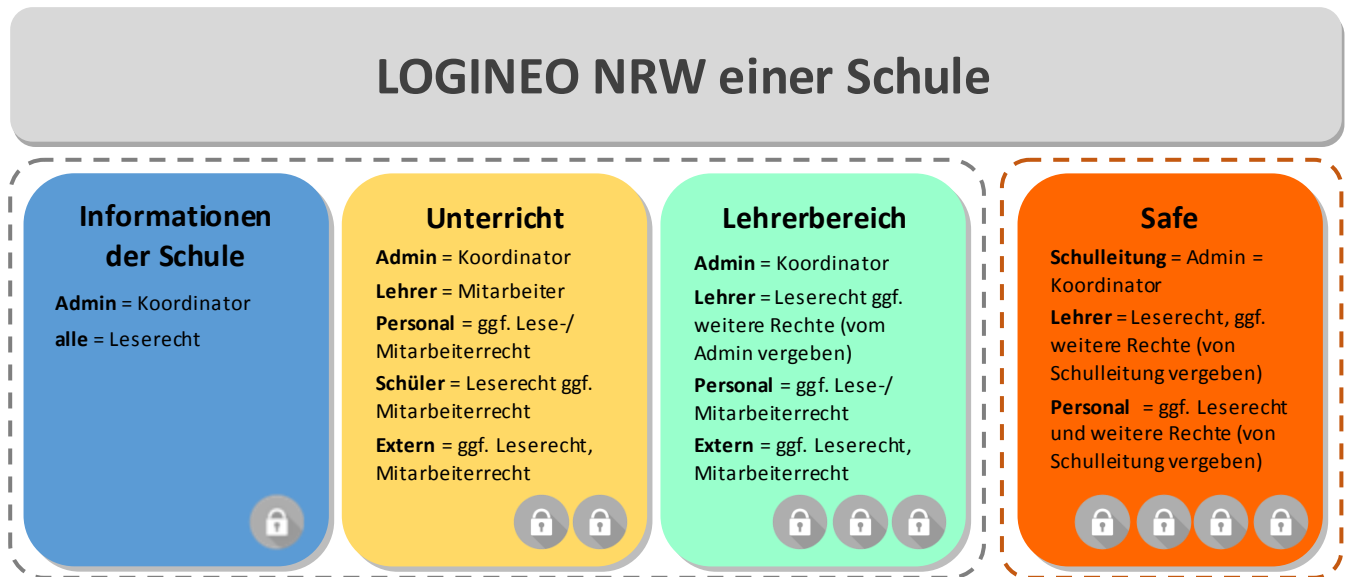 LOGINEO NRW einer Schule
Informationen
der Schule
Admin = Koordinator
alle = Leserecht
Unterricht
Admin = Koordinator
Lehrer = Mitarbeiter
Personal = ggf. Lese-/
Mitarbeiterrecht
Schüler = Leserecht ggf.
Mitarbeiterrecht
Extern = ggf. Leserecht,
Mitarbeiterrecht
Lehrerbereich
Admin = Koordinator
Lehrer = Leserecht ggf.
weitere Rechte (vom
Admin vergeben)
Personal = ggf. Lese-/
Mitarbeiterrecht
Extern = ggf. Leserecht,
Mitarbeiterrecht
Safe
Schulleitung = Admin =
Koordinator
Lehrer = Leserecht, ggf.
weitere Rechte (von
Schulleitung vergeben)
Personal = ggf. Leserecht
und weitere Rechte (von
Schulleitung vergeben)